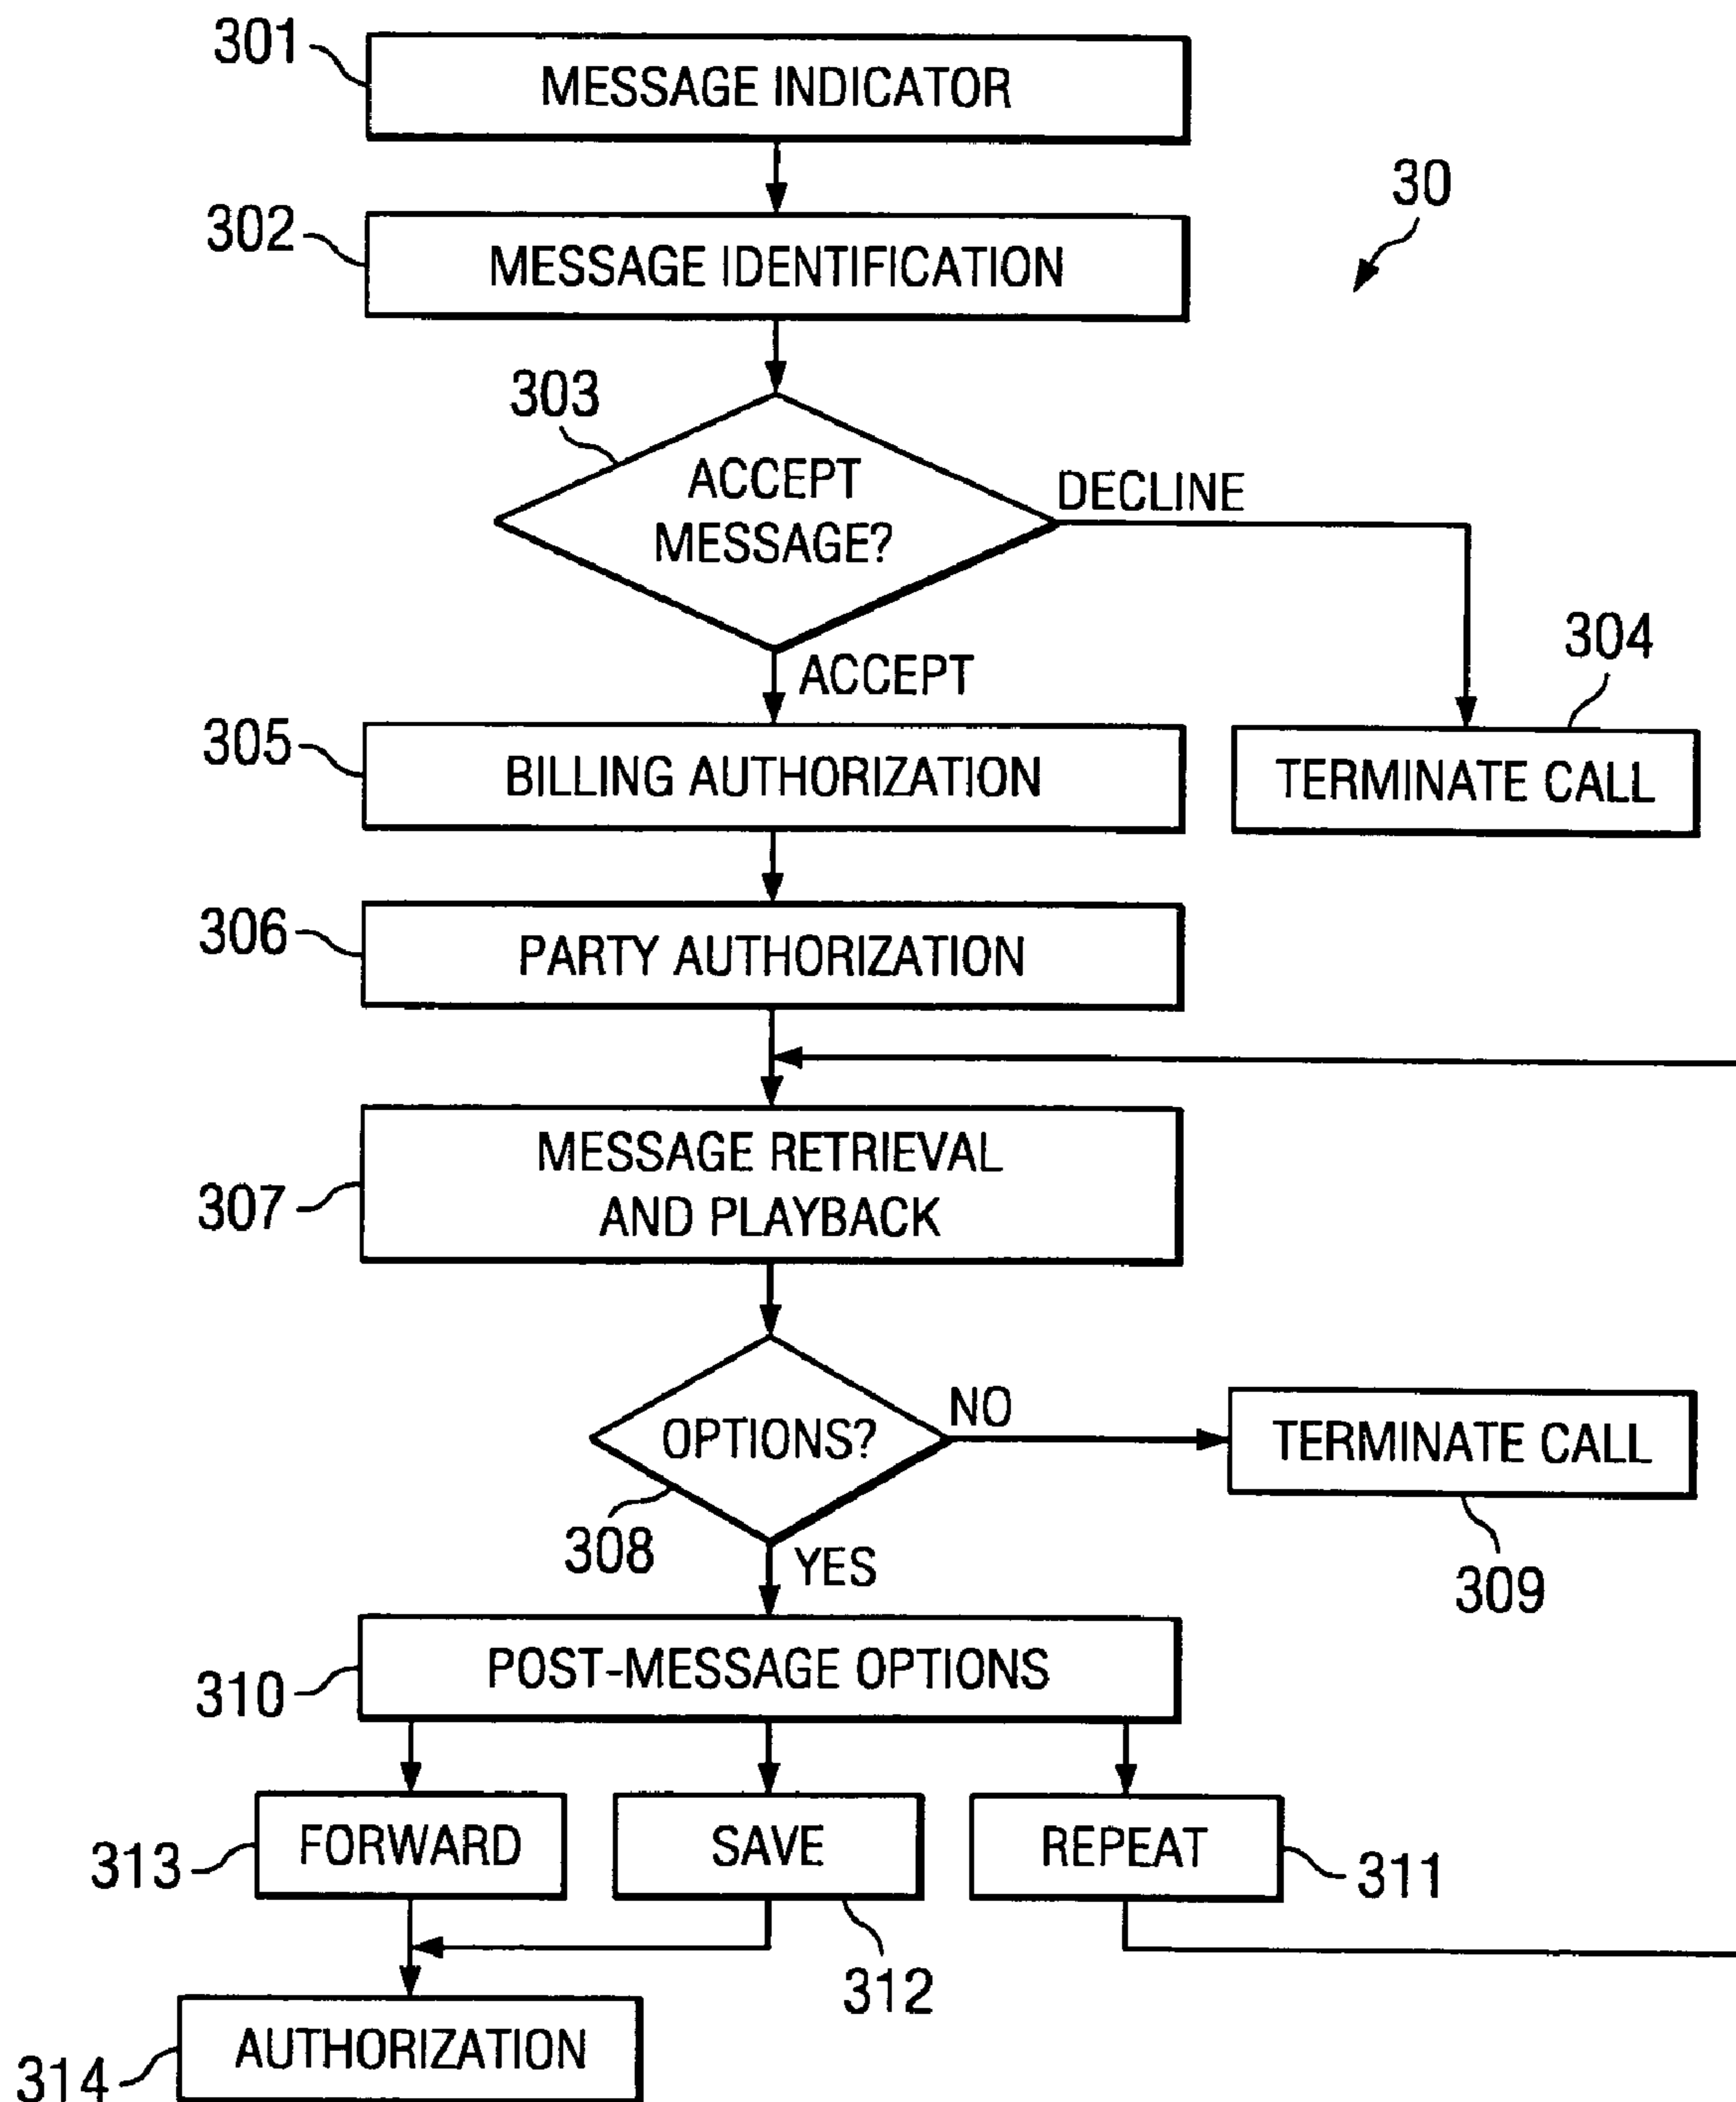 301
MESSAGE INDICATOR
30
302
MESSAGE IDENTIFICATION
303
ACCEPT
MESSAGE?
DECLINE
304
ACCEPT
305
BILLING AUTHORIZATION
TERMINATE CALL
306
PARTY AUTHORIZATION
307
MESSAGE RETRIEVAL
AND PLAYBACK
OPTIONS?
NO
TERMINATE CALL
308
YES
309
310
POST-MESSAGE OPTIONS
313
FORWARD
SAVE
REPEAT
311
312
314
AUTHORIZATION